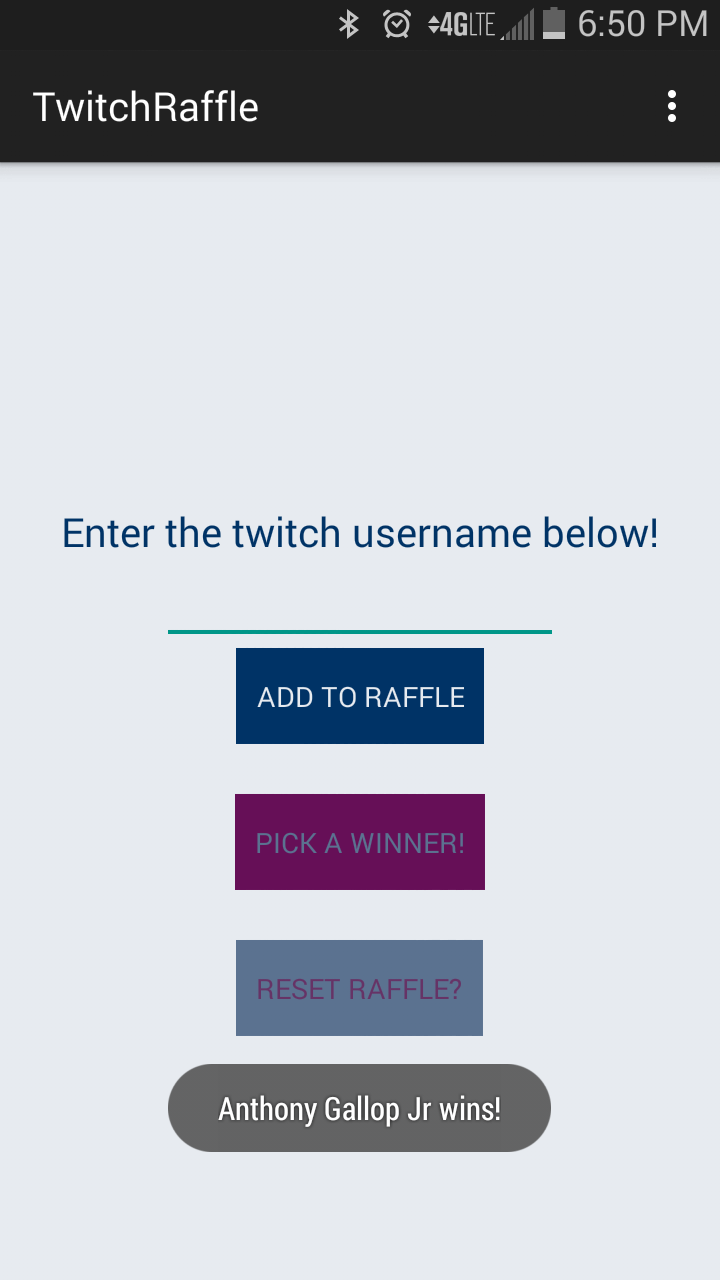 4G LTE 6:50 PM
TwitchRaffle
Enter the twitch username below!
ADD TO RAFFLE
PICK A WINNER!
RESET RAFFLE?
Anthony Gallop Jr wins!